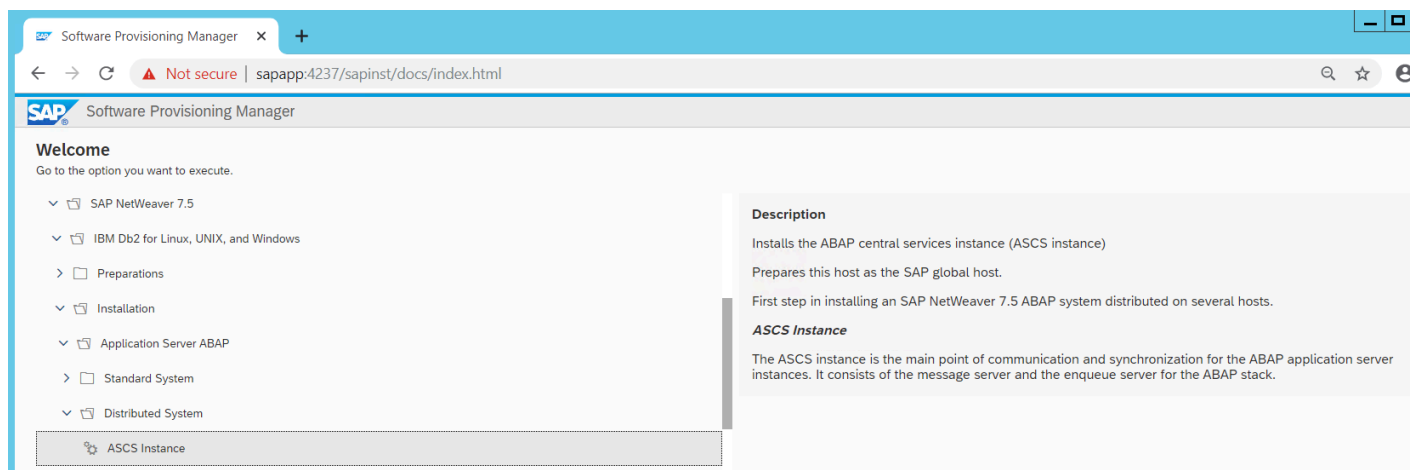 Software Provisioning Manager
Not secure | sapapp:4237/sapinst/docs/index.html
SAP Software Provisioning Manager
Welcome
Go to the option you want to execute.
SAP NetWeaver 7.5
IBM Db2 for Linux, UNIX, and Windows
Preparations
Installation
Application Server ABAP
Standard System
Distributed System
ASCS Instance
Description
Installs the ABAP central services instance (ASCS instance)
Prepares this host as the SAP global host.
First step in installing an SAP NetWeaver 7.5 ABAP system distributed on several hosts.
ASCS Instance
The ASCS instance is the main point of communication and synchronization for the ABAP application server
instances. It consists of the message server and the enqueue server for the ABAP stack.